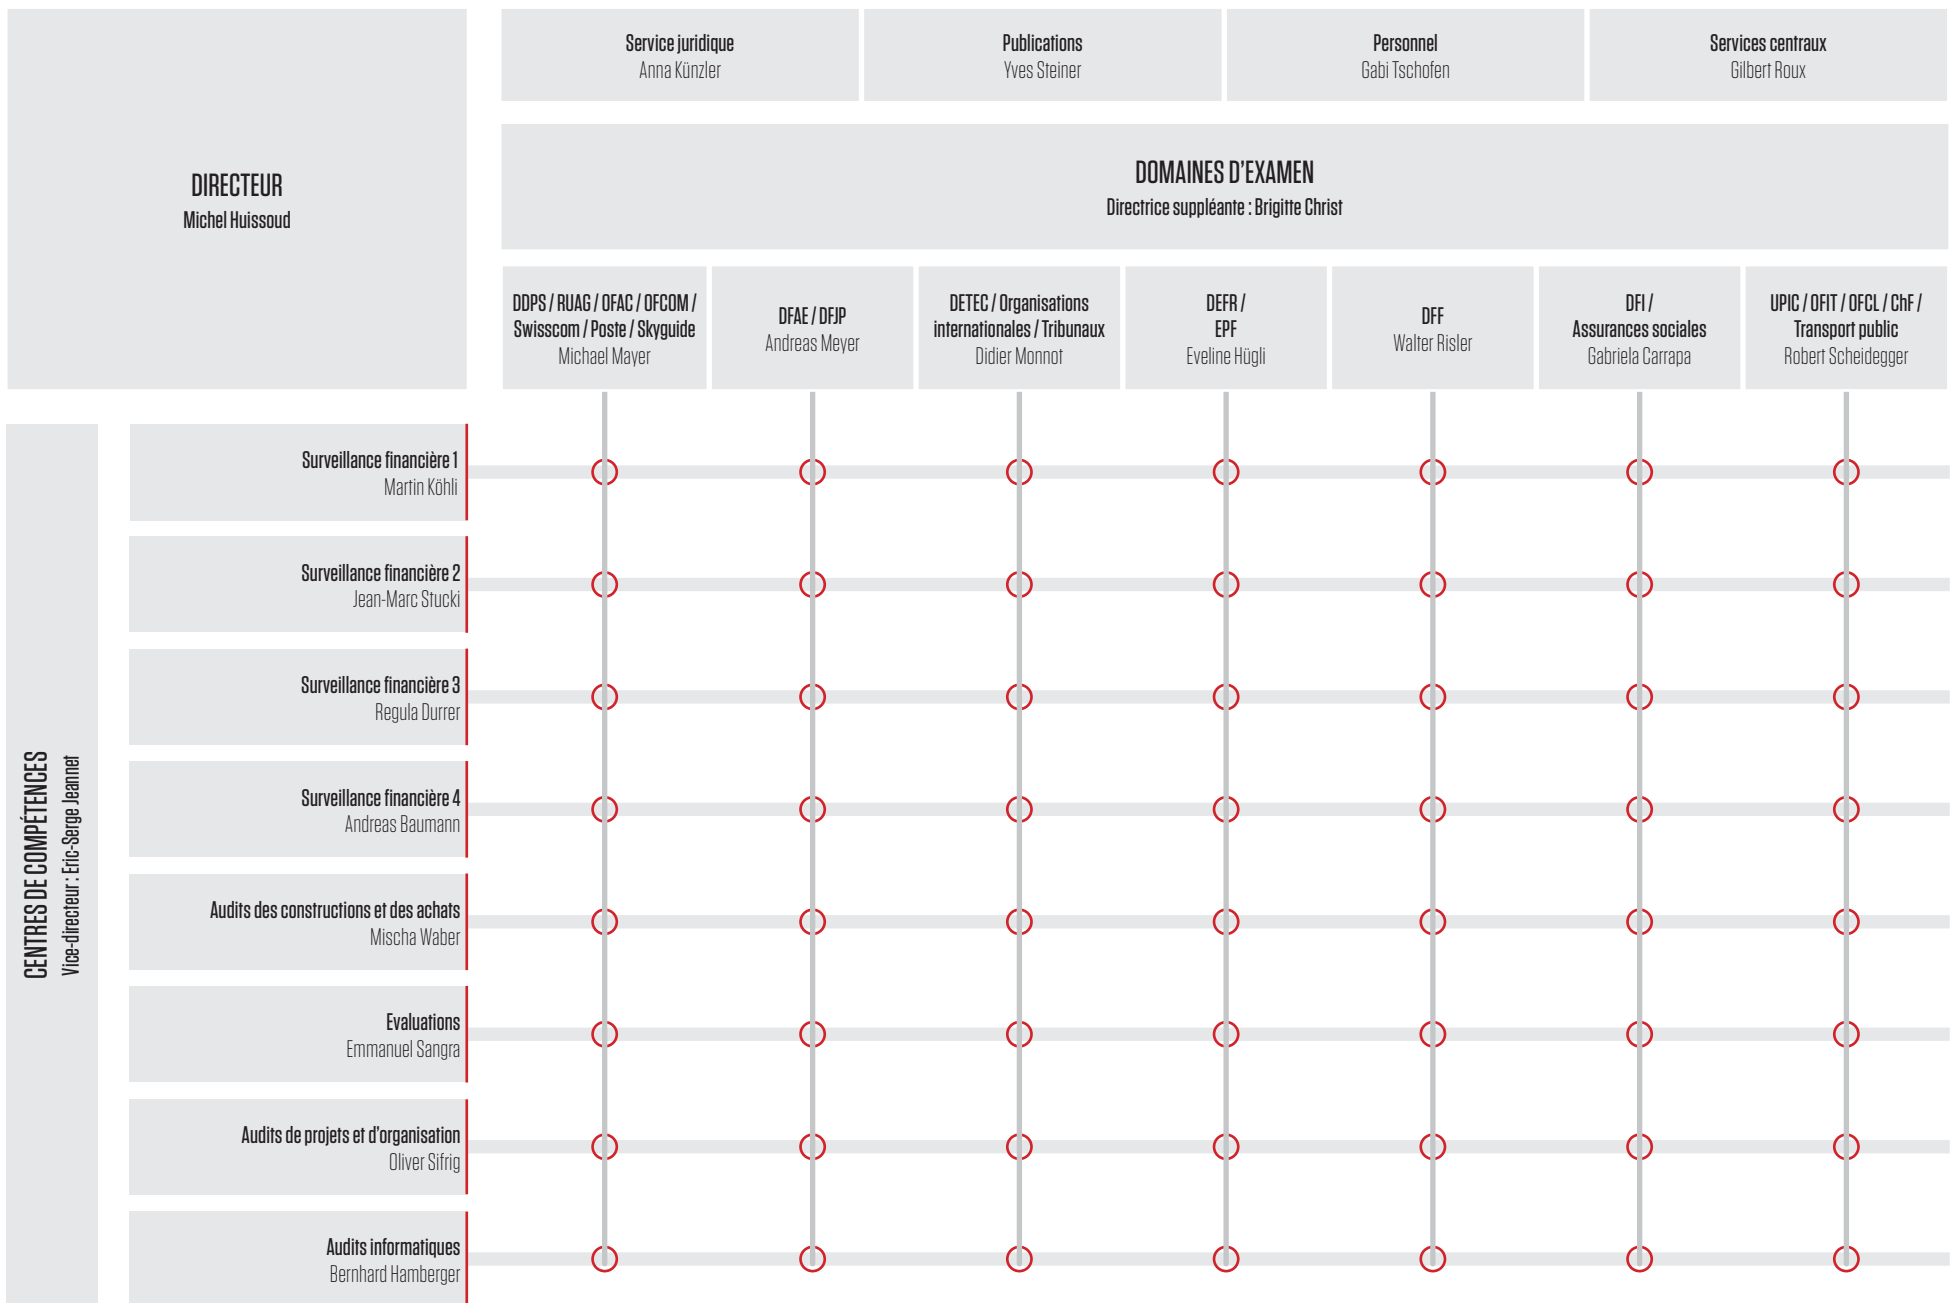 Service juridique
Anna Künzler
Publications
Yves Steiner
Personnel
Gabi Tschofen
Services centraux
Gilbert Roux
DIRECTEUR
Michel Huissoud
DOMAINES D'EXAMEN
Directrice suppléante : Brigitte Christ
DDPS / RUAG / OFAC / OFCOM /
Swisscom / Poste / Skyguide
Michael Mayer
DFAE / DFJP
Andreas Meyer
DETEC / Organisations
internationales / Tribunaux
Didier Monnot
DEFR /
EPF
Eveline Hügli
DFF
Walter Risler
DFI /
Assurances sociales
Gabriela Carrapa
UPIC / OFIT / OFCL / ChF /
Transport public
Robert Scheidegger
CENTRES DE COMPÉTENCES
Vice-directeur : Eric-Serge Jeannet
Surveillance financière 1
Martin Köhli
Surveillance financière 2
Jean-Marc Stucki
Surveillance financière 3
Regula Durrer
Surveillance financière 4
Andreas Baumann
Audits des constructions et des achats
Mischa Waber
Evaluations
Emmanuel Sangra
Audits de projets et d'organisation
Oliver Sifrig
Audits informatiques
Bernhard Hamberger